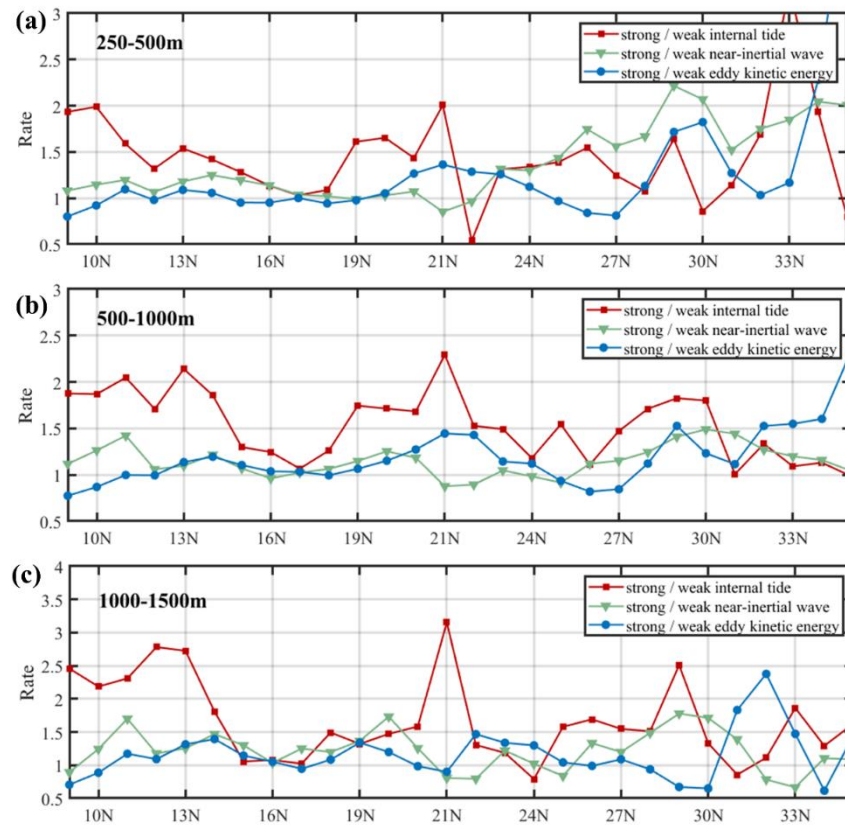 (a)
250-500m
strong / weak internal tide
strong / weak near-inertial wave
strong / weak eddy kinetic energy
Rate
3
2.5
2
1.5
1
0.5
10N 13N 16N 19N 21N 24N 27N 30N 33N
(b)
500-1000m
strong / weak internal tide
strong / weak near-inertial wave
strong / weak eddy kinetic energy
Rate
3
2.5
2
1.5
1
0.5
10N 13N 16N 19N 21N 24N 27N 30N 33N
(c)
1000-1500m
strong / weak internal tide
strong / weak near-inertial wave
strong / weak eddy kinetic energy
Rate
4
3.5
3
2.5
2
1.5
1
0.5
10N 13N 16N 19N 21N 24N 27N 30N 33N